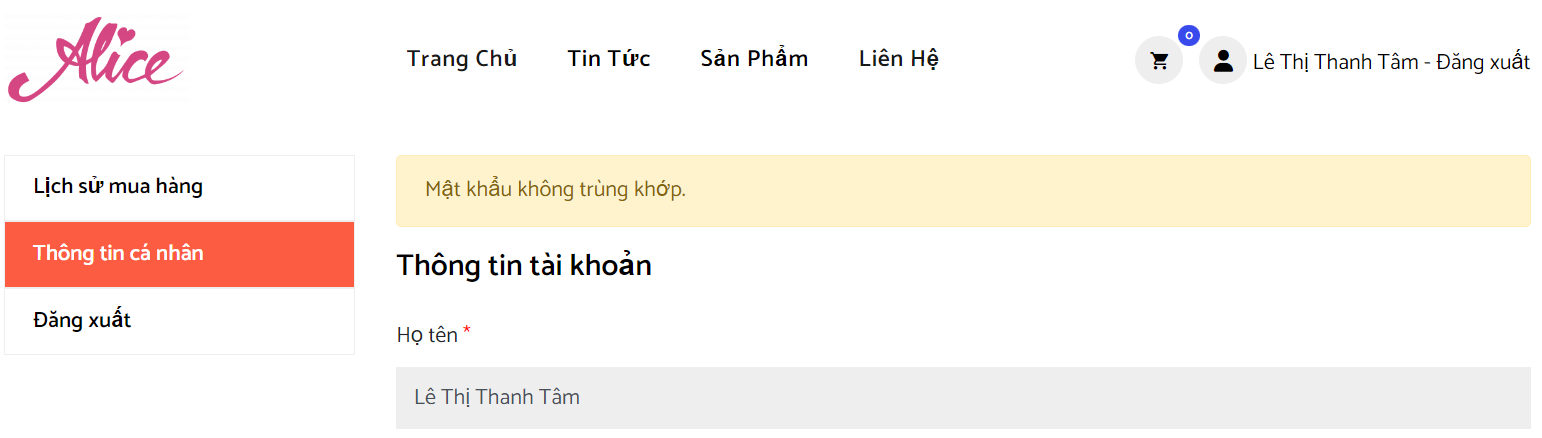 Alice
Trang Chủ Tin Tức Sản Phẩm Liên Hệ
0
Lê Thị Thanh Tâm - Đăng xuất
Lịch sử mua hàng
Thông tin cá nhân
Đăng xuất
Mật khẩu không trùng khớp.
Thông tin tài khoản
Họ tên *
Lê Thị Thanh Tâm